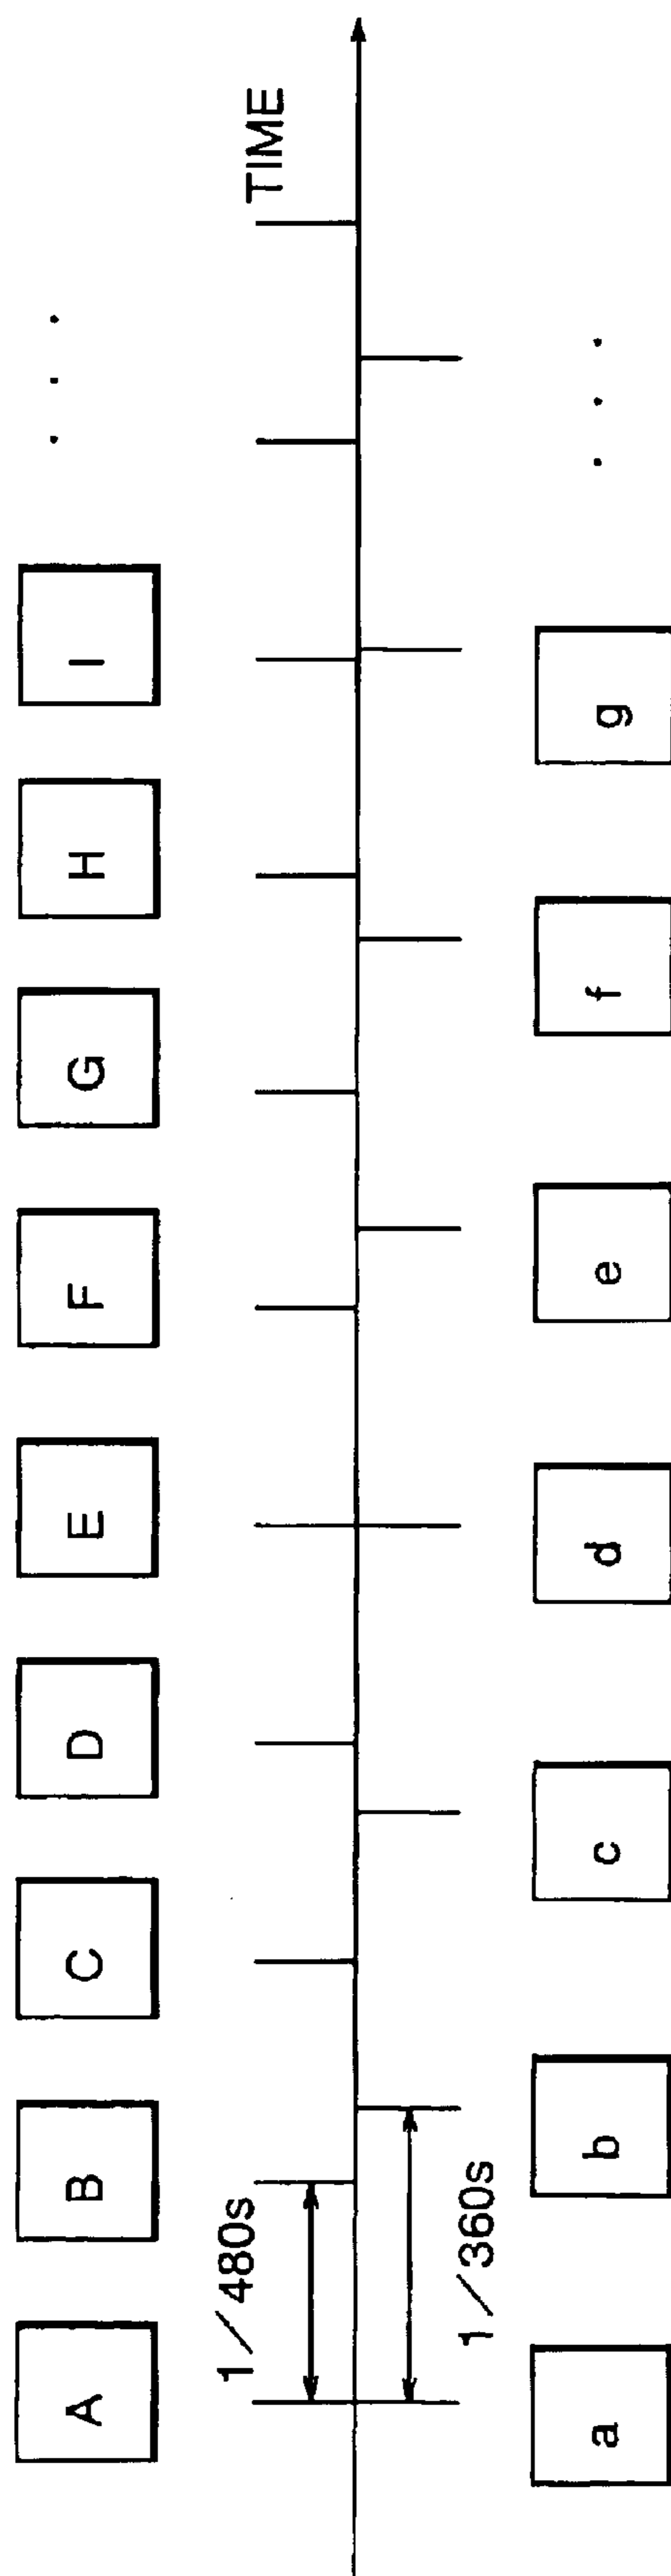 A B C D E F G H I . . .
TIME
1/480s
1/360s
a b c d e f g . . .